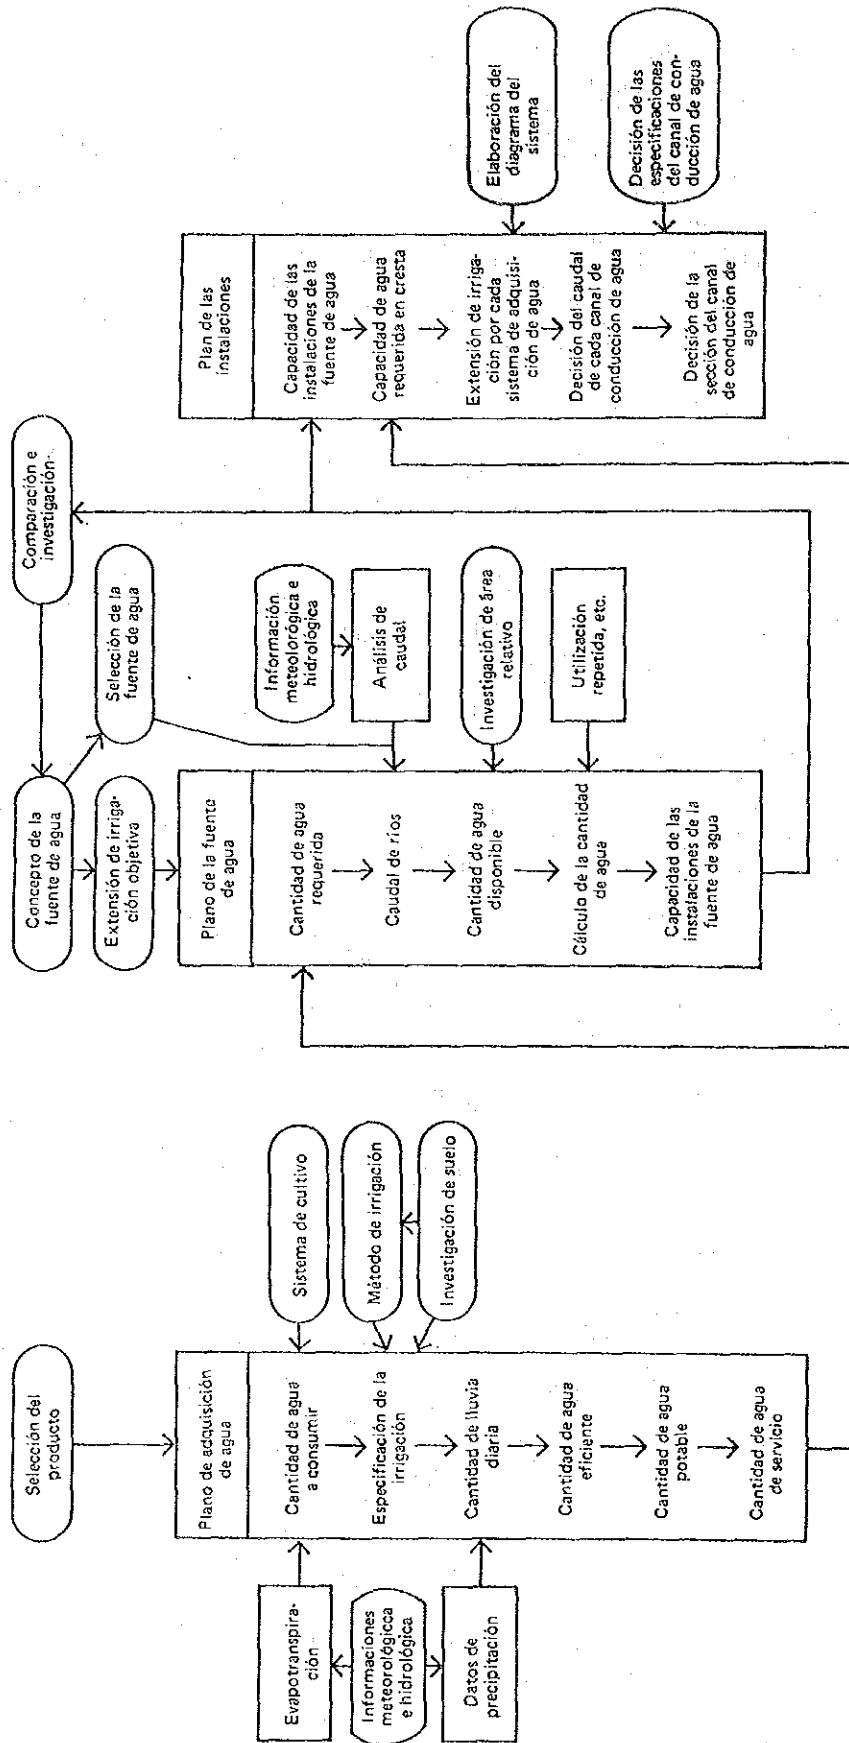 Selección del
producto
Plano de adquisición
de agua
Cantidad de agua
a consumir
Especificación de la
irrigación
Cantidad de lluvia
diaria
Cantidad de agua
eficiente
Cantidad de agua
potable
Cantidad de agua
de servicio
Evapotranspira-
ción
Informaciones
meteorológicca
e hidrológica
Datos de
precipitación
Sistema de cultivo
Método de irrigación
Investigación de suelo
Concepto de la
fuente de agua
Extensión de irriga-
ción objetiva
Plano de la fuente
de agua
Cantidad de agua
requerida
Caudal de ríos
Cantidad de agua
disponible
Cálculo de la cantidad
de agua
Capacidad de las
instalaciones de la
fuente de agua
Comparación e
investigación
Selección de la
fuente de agua
Información
meteolorógica e
hidrológica
Análisis de
caudal
Investigación de área
relativo
Utilización
repetida, etc.
Plan de las
instalaciones
Capacidad de las
instalaciones de la
fuente de agua
Capacidad de agua
requerida en cresta
Extensión de irriga-
ción por cada
sistema de adquisi-
ción de agua
Decisión del caudal
de cada canal de
conducción de agua
Decisión de la
sección del canal
de conducción de
agua
Elaboración del
diagrama del
sistema
Decisión de las
especificaciones
del canal de con-
ducción de agua